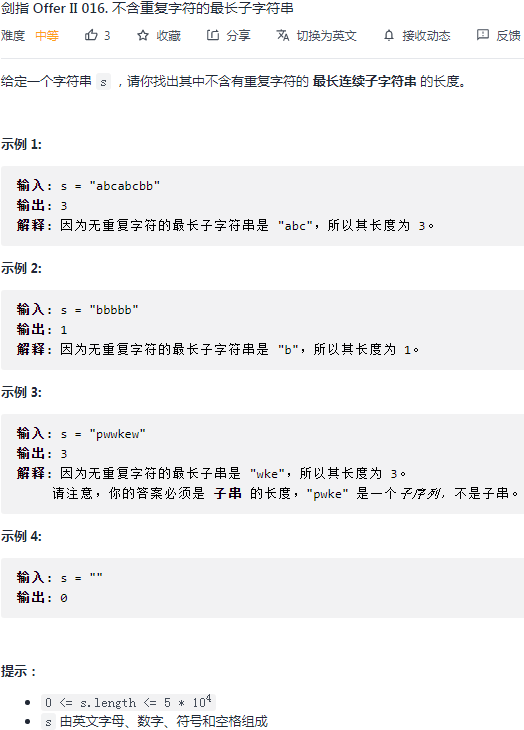 剑指 Offer II 016. 不含重复字符的最长子字符串
难度 中等 3 收藏 分享 切换为英文 接收动态 反馈
给定一个字符串 s ，请你找出其中不含有重复字符的 最长连续子字符串 的长度。
示例 1:
输入: s = "abcabcbb"
输出: 3
解释: 因为无重复字符的最长子字符串是 "abc"，所以其长度为 3。
示例 2:
输入: s = "bbbbb"
输出: 1
解释: 因为无重复字符的最长子字符串是 "b"，所以其长度为 1。
示例 3:
输入: s = "pwwkew"
输出: 3
解释: 因为无重复字符的最长子串是 "wke"，所以其长度为 3。
请注意，你的答案必须是 子串 的长度，"pwke" 是一个子序列，不是子串。
示例 4:
输入: s = ""
输出: 0
提示：
• 0 <= s.length <= 5 * 10⁴
• s 由英文字母、数字、符号和空格组成